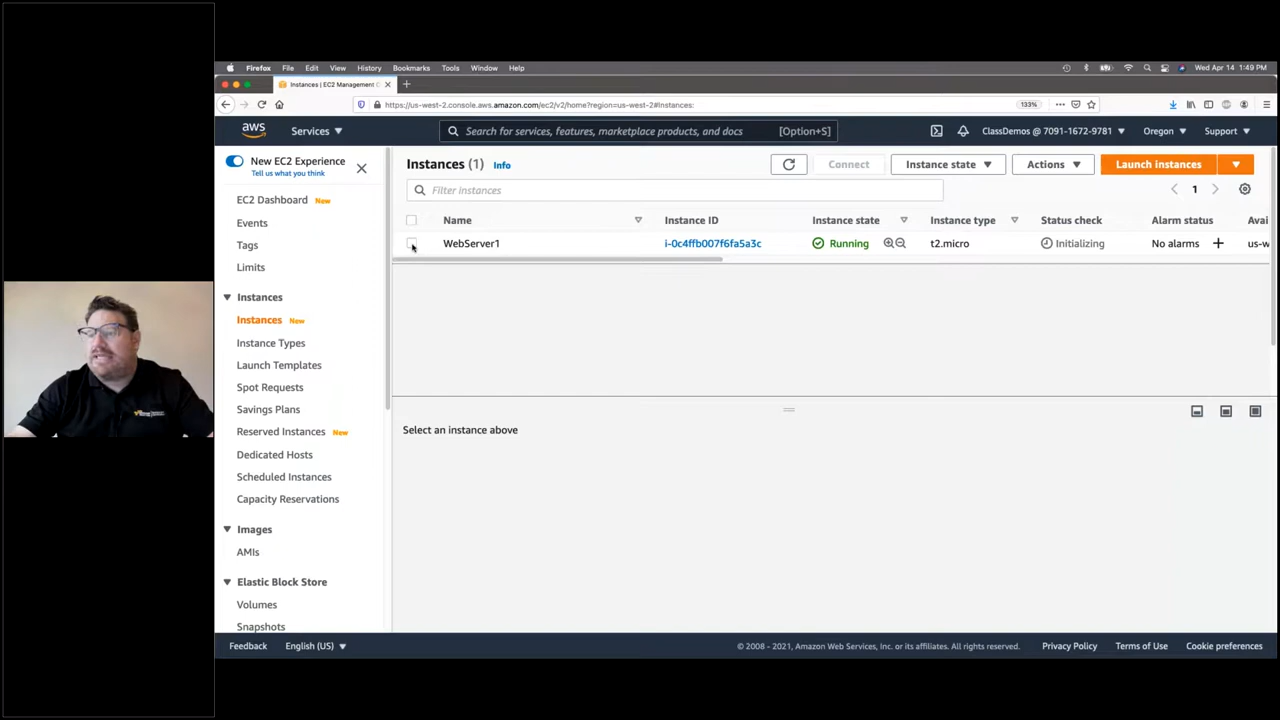 Firefox File Edit View History Bookmarks Tools Window Help Wed Apr 14 1:49 PM
Instances | EC2 Management C
https://us-west-2.console.aws.amazon.com/ec2/v2/home?region=us-west-2#Instances: 133%
aws Services Search for services, features, marketplace products, and docs [Option+S] ClassDemos @ 7091-1672-9781 Oregon Support
New EC2 Experience
Tell us what you think
EC2 Dashboard New
Events
Tags
Limits
Instances
Instances New
Instance Types
Launch Templates
Spot Requests
Savings Plans
Reserved Instances New
Dedicated Hosts
Scheduled Instances
Capacity Reservations
Images
AMIs
Elastic Block Store
Volumes
Snapshots
Instances (1) Info Connect Instance state Actions Launch instances
Filter instances 1
Name Instance ID Instance state Instance type Status check Alarm status Avai
WebServer1 i-0c4ffb007f6fa5a3c Running t2.micro Initializing No alarms + us-w
Select an instance above
Feedback English (US) © 2008 - 2021, Amazon Web Services, Inc. or its affiliates. All rights reserved. Privacy Policy Terms of Use Cookie preferences